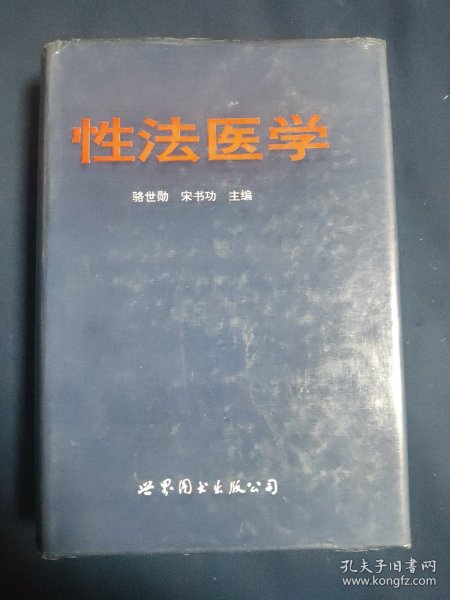 性法医学
骆世勋 宋书功 主编
世界图书出版公司
孔夫子旧书网
www.kongfz.com